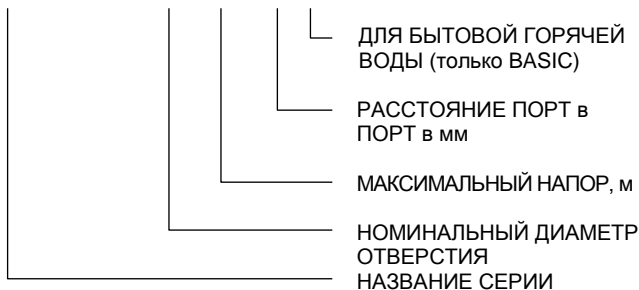 ДЛЯ БЫТОВОЙ ГОРЯЧЕЙ
ВОДЫ (только BASIC)
РАССТОЯНИЕ ПОРТ в
ПОРТ в мм
МАКСИМАЛЬНЫЙ НАПОР, м
НОМИНАЛЬНЫЙ ДИАМЕТР
ОТВЕРСТИЯ
НАЗВАНИЕ СЕРИИ